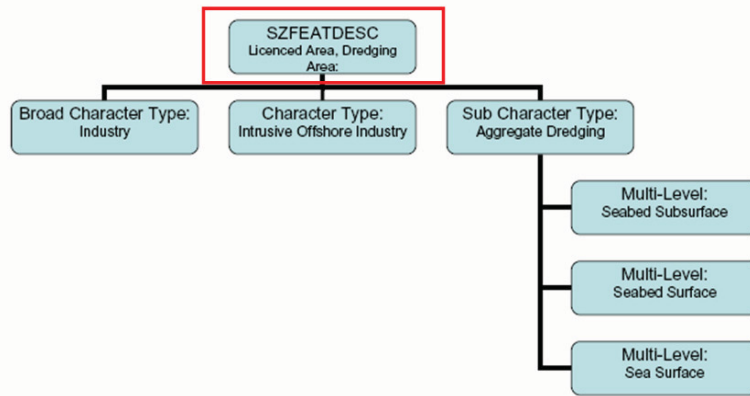 SZFEATDESC
Licenced Area, Dredging
Area:
Broad Character Type:
Industry
Character Type:
Intrusive Offshore Industry
Sub Character Type:
Aggregate Dredging
Multi-Level:
Seabed Subsurface
Multi-Level:
Seabed Surface
Multi-Level:
Sea Surface